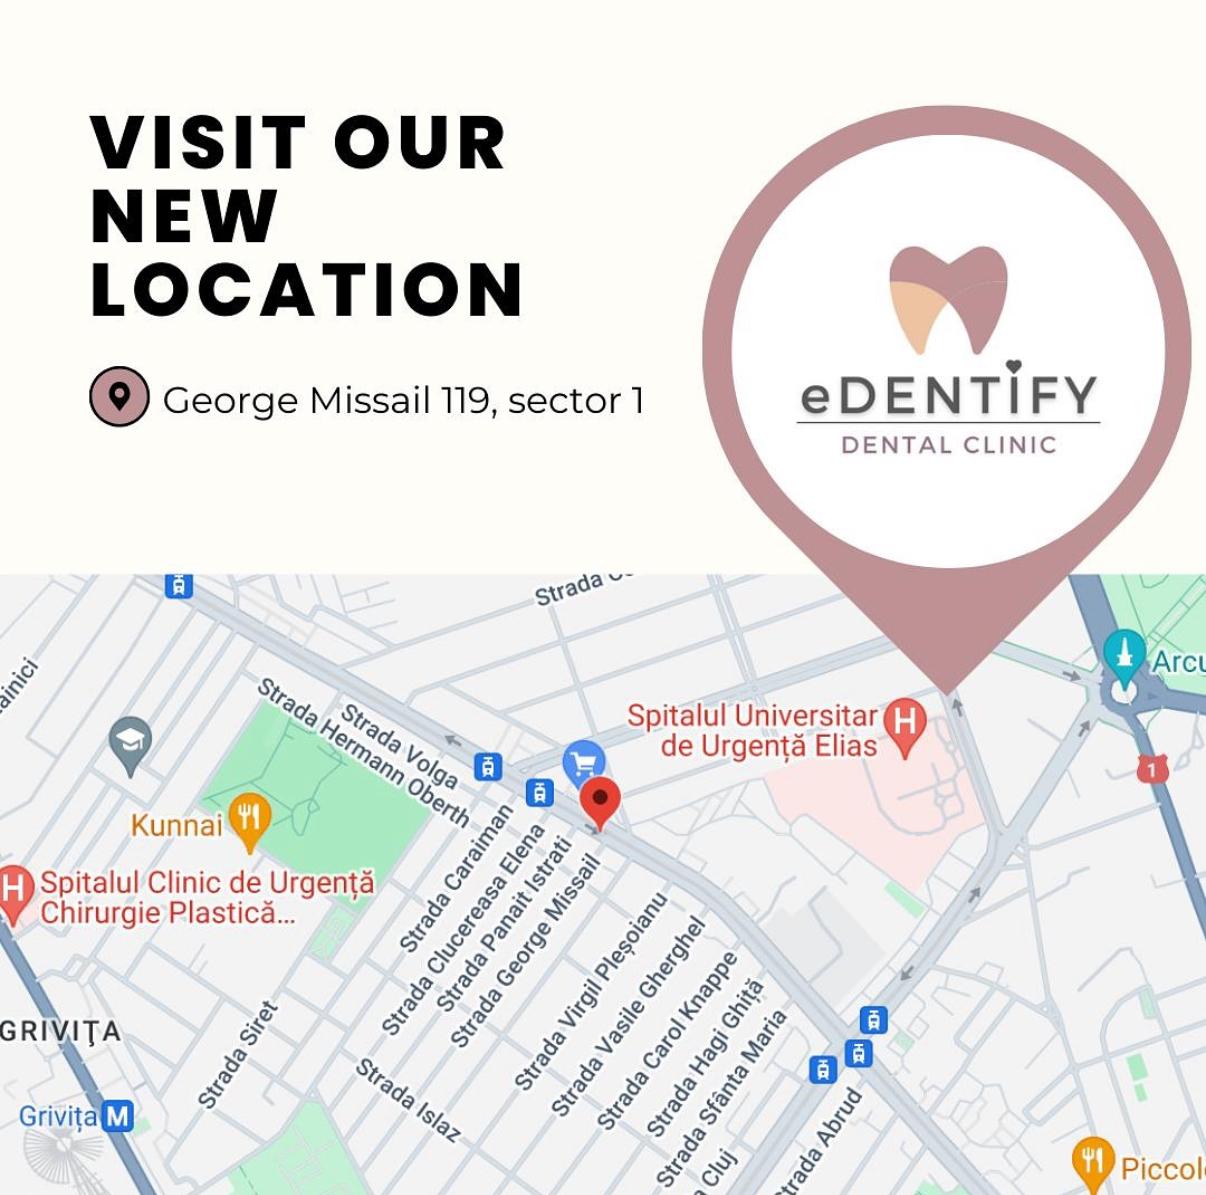 VISIT OUR
NEW
LOCATION
George Missail 119, sector 1
eDENTIFY
DENTAL CLINIC
Strada
Arcu
Spitalul Universitar
de Urgență Elias
H
1
Strada Volga
Strada Hermann Oberth
Kunnai
H
Spitalul Clinic de Urgență
Chirurgie Plastică...
Strada Caraiman
Strada Clucereasa Elena
Strada Panait Istrati
Strada George Missail
Strada Virgil Pleșoianu
Strada Vasile Gherghel
Strada Carol Knappe
Strada Hagi Ghiță
Strada Sfânta Maria
Strada Abrud
Cluj
GRIVIȚA
Strada Siret
Strada Islaz
Grivița M
Piccol